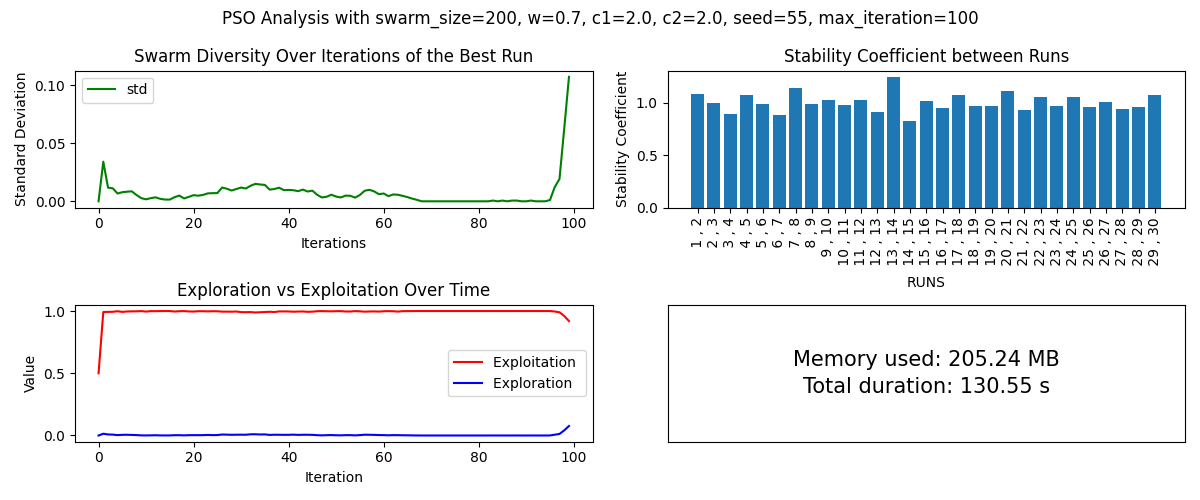 PSO Analysis with swarm_size=200, w=0.7, c1=2.0, c2=2.0, seed=55, max_iteration=100
Swarm Diversity Over Iterations of the Best Run
Standard Deviation
0.10
0.05
0.00
std
0 20 40 60 80 100
Iterations
Stability Coefficient between Runs
Stability Coefficient
1.0
0.5
0.0
1 , 2
2 , 3
3 , 4
4 , 5
5 , 6
6 , 7
7 , 8
8 , 9
9 , 10
10 , 11
11 , 12
12 , 13
13 , 14
14 , 15
15 , 16
16 , 17
17 , 18
18 , 19
19 , 20
20 , 21
21 , 22
22 , 23
23 , 24
24 , 25
25 , 26
26 , 27
27 , 28
28 , 29
29 , 30
RUNS
Exploration vs Exploitation Over Time
Value
1.0
0.5
0.0
Exploitation
Exploration
0 20 40 60 80 100
Iteration
Memory used: 205.24 MB
Total duration: 130.55 s